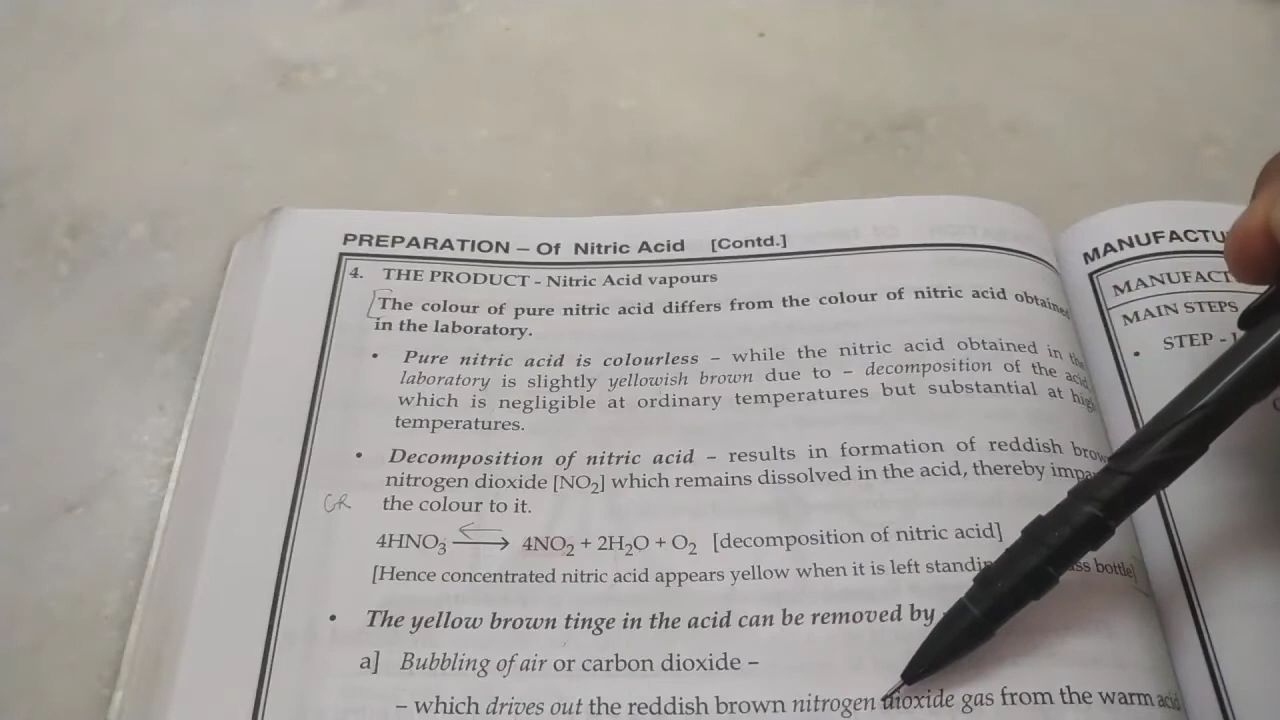 PREPARATION – Of Nitric Acid [Contd.]
4. THE PRODUCT - Nitric Acid vapours
The colour of pure nitric acid differs from the colour of nitric acid obtained
in the laboratory.
• Pure nitric acid is colourless – while the nitric acid obtained in the
laboratory is slightly yellowish brown due to – decomposition of the acid
which is negligible at ordinary temperatures but substantial at high
temperatures.
• Decomposition of nitric acid – results in formation of reddish brown
nitrogen dioxide [NO₂] which remains dissolved in the acid, thereby
GR the colour to it.
4HNO₃ ⟶ 4NO₂ + 2H₂O + O₂ [decomposition of nitric acid]
[Hence concentrated nitric acid appears yellow when it is left bottle]
• The yellow brown tinge in the acid can be removed by
a] Bubbling of air or carbon dioxide –
– which drives out the reddish brown nitrogen dioxide gas from the warm acid
MAIN STEPS
• STEP -